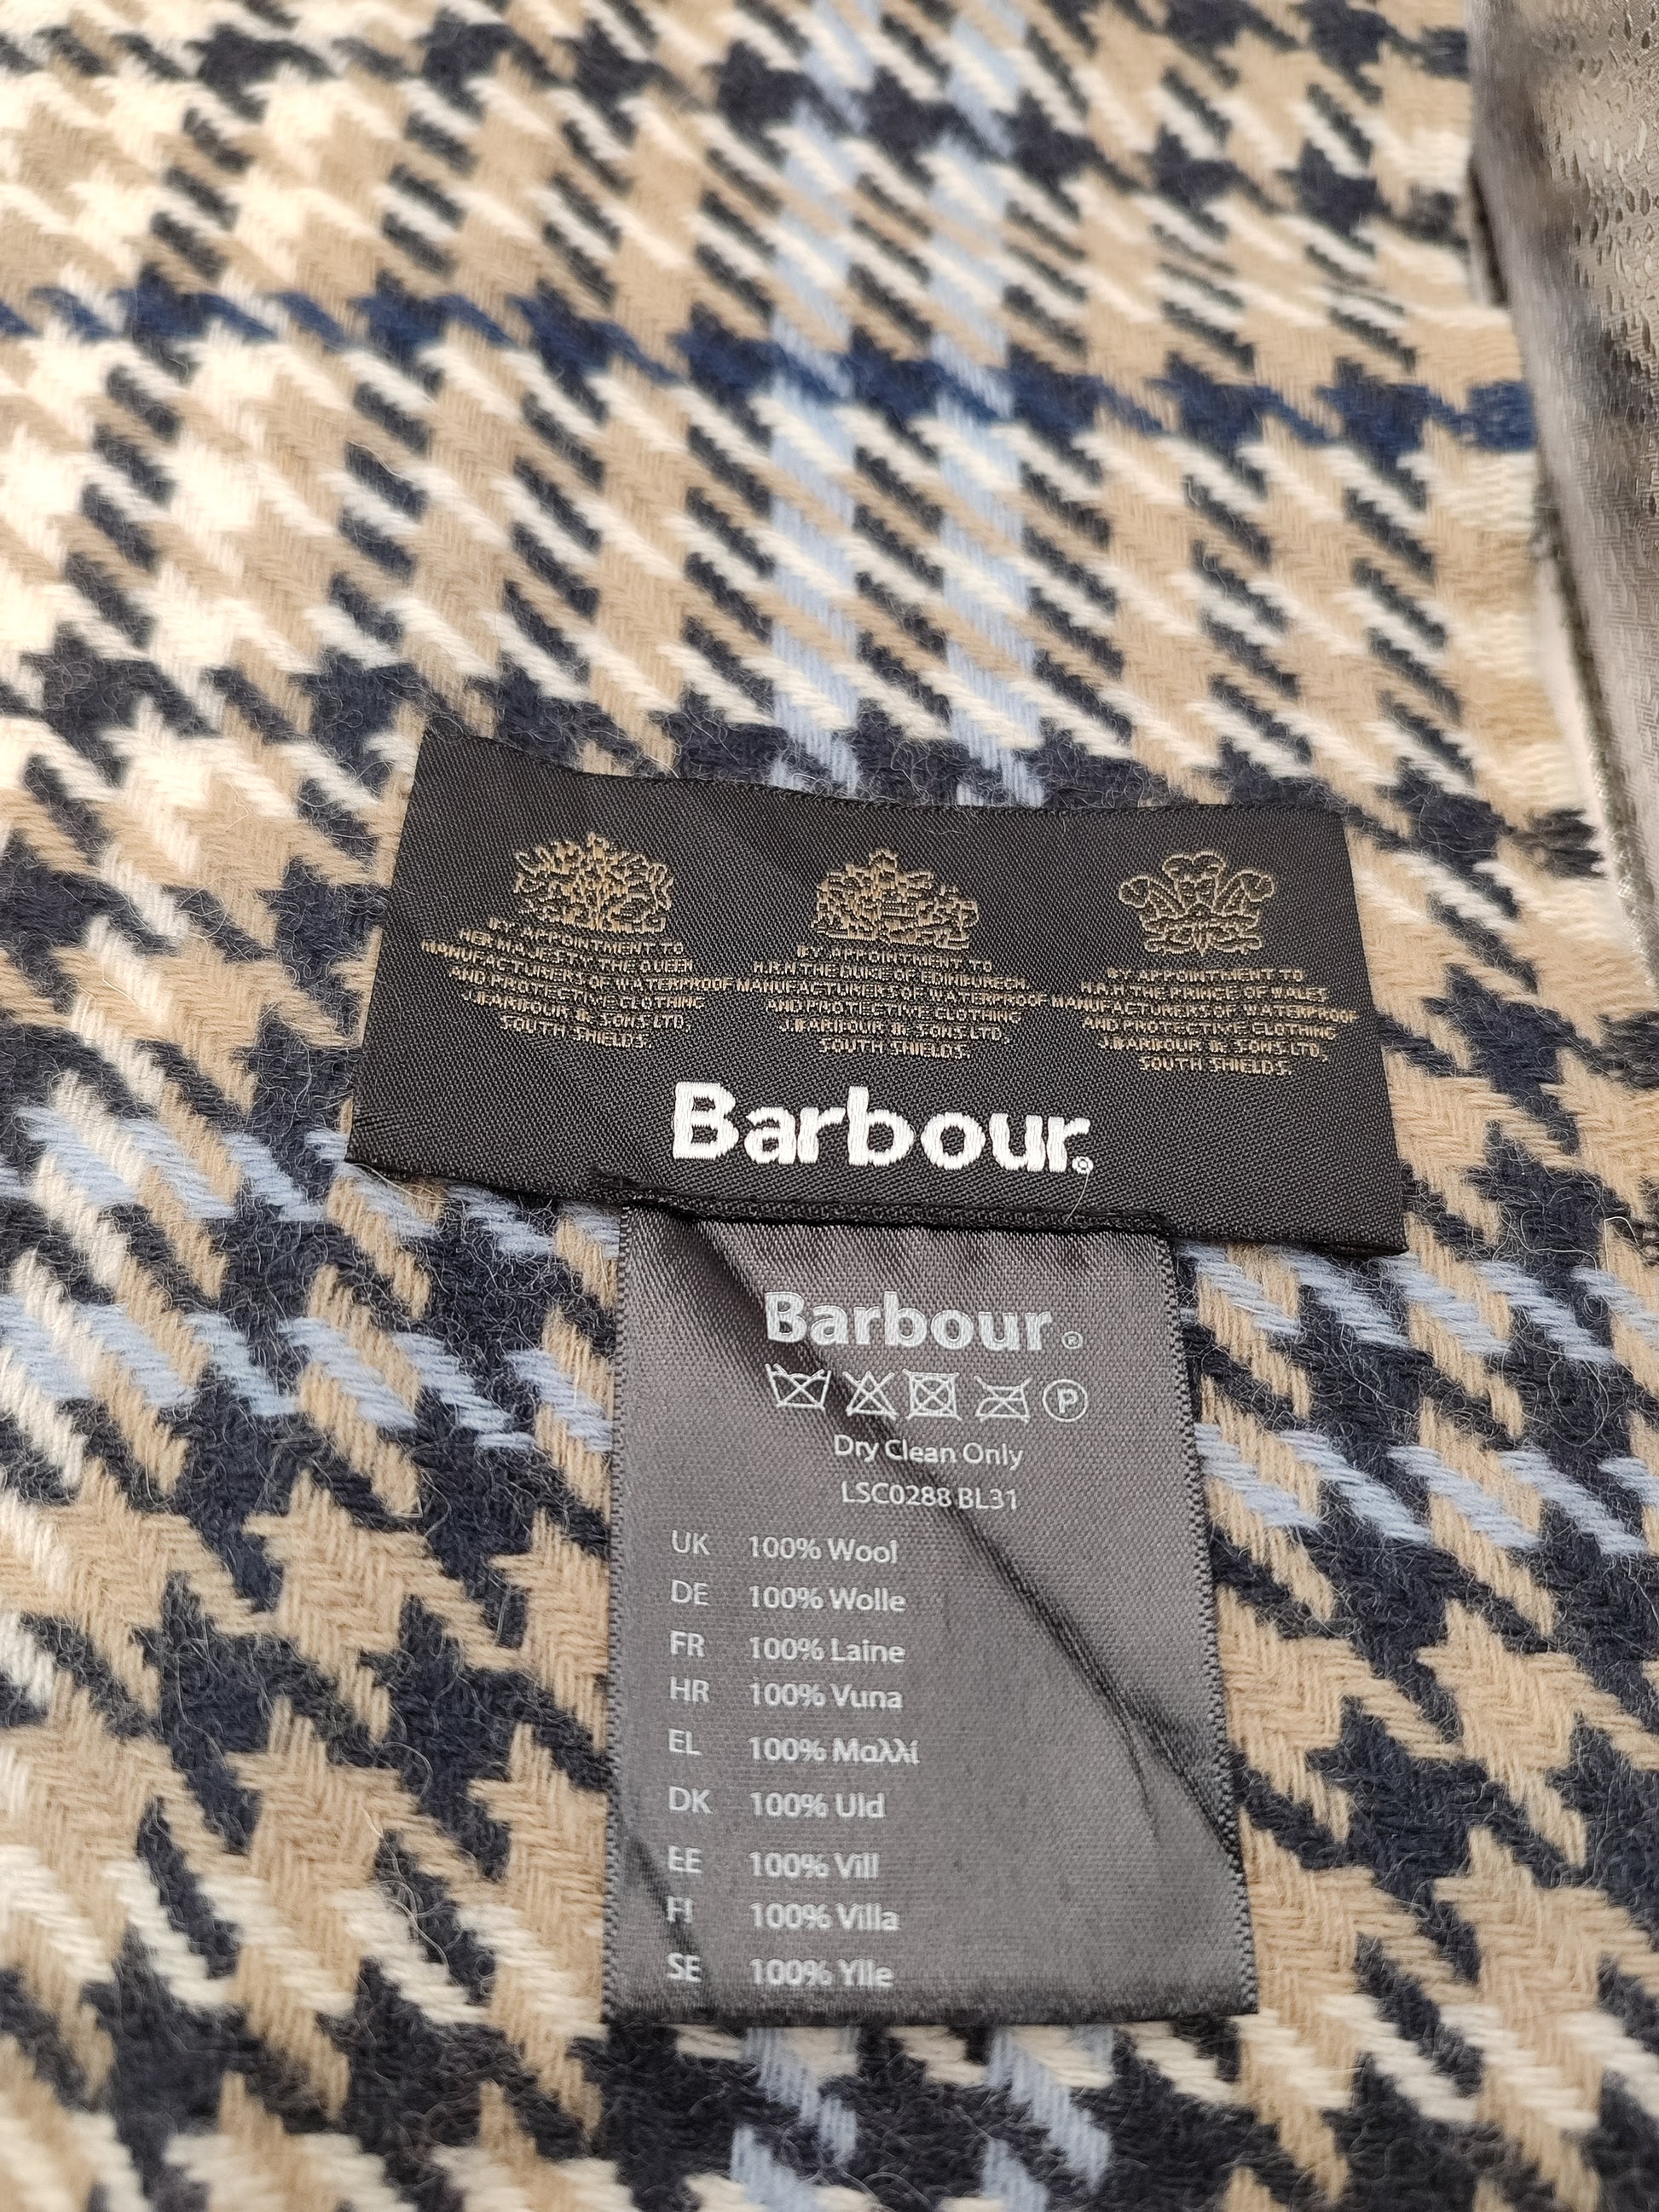 BY APPOINTMENT TO
HER MAJESTY THE QUEEN
MANUFACTURERS OF WATERPROOF
AND PROTECTIVE CLOTHING
J.BARBOUR & SONS LTD,
SOUTH SHIELDS.
BY APPOINTMENT TO
H.R.H THE DUKE OF EDINBURGH
MANUFACTURERS OF WATERPROOF
AND PROTECTIVE CLOTHING
J.BARBOUR & SONS LTD,
SOUTH SHIELDS.
BY APPOINTMENT TO
H.R.H. THE PRINCE OF WALES
MANUFACTURERS OF WATERPROOF
AND PROTECTIVE CLOTHING
J.BARBOUR & SONS LTD,
SOUTH SHIELDS.
Barbour®
Barbour®
P
Dry Clean Only
LSC0288 BL31
UK 100% Wool
DE 100% Wolle
FR 100% Laine
HR 100% Vuna
EL 100% Μαλλί
DK 100% Uld
EE 100% Vill
FI 100% Villa
SE 100% Ylle